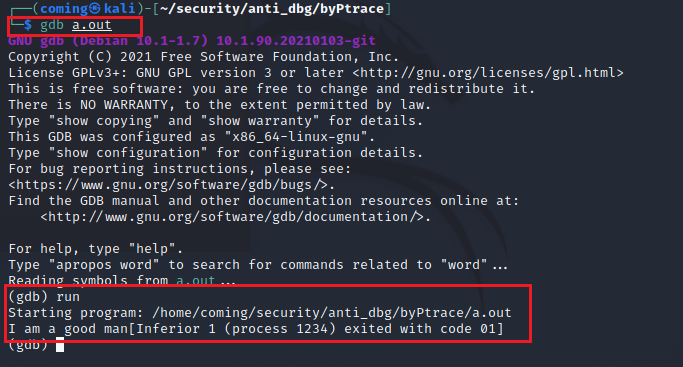 ┌──(coming㉿kali)-[~/security/anti_dbg/byPtrace]
└─$ gdb a.out
GNU gdb (Debian 10.1-1.7) 10.1.90.20210103-git
Copyright (C) 2021 Free Software Foundation, Inc.
License GPLv3+: GNU GPL version 3 or later <http://gnu.org/licenses/gpl.html>
This is free software: you are free to change and redistribute it.
There is NO WARRANTY, to the extent permitted by law.
Type "show copying" and "show warranty" for details.
This GDB was configured as "x86_64-linux-gnu".
Type "show configuration" for configuration details.
For bug reporting instructions, please see:
<https://www.gnu.org/software/gdb/bugs/>.
Find the GDB manual and other documentation resources online at:
<http://www.gnu.org/software/gdb/documentation/>.
For help, type "help".
Type "apropos word" to search for commands related to "word"...
Reading symbols from a.out...
(gdb) run
Starting program: /home/coming/security/anti_dbg/byPtrace/a.out
I am a good man[Inferior 1 (process 1234) exited with code 01]
(gdb)